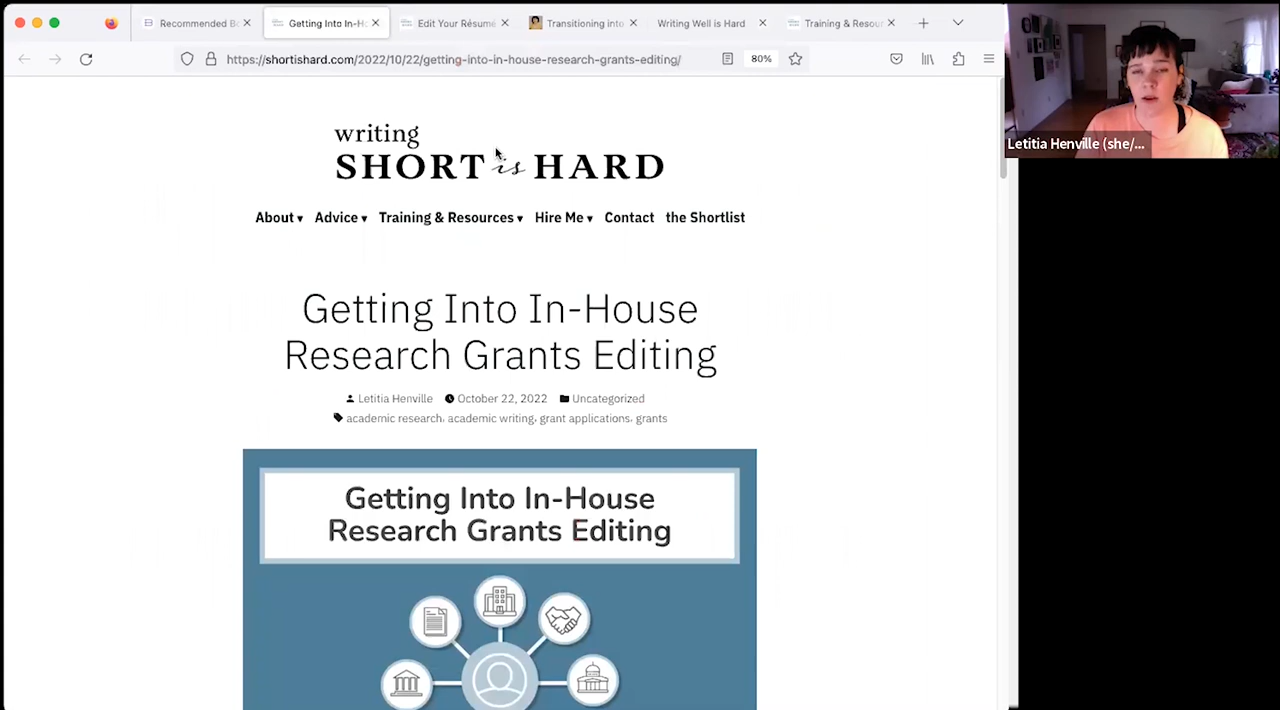 Recommended Bo
Getting Into In-Ho
Edit Your Résumé
Transitioning into
Writing Well is Hard
Training & Resour
https://shortishard.com/2022/10/22/getting-into-in-house-research-grants-editing/
80%
Letitia Henville (she/...
writing
SHORT is HARD
About ▾ Advice ▾ Training & Resources ▾ Hire Me ▾ Contact the Shortlist
Getting Into In-House
Research Grants Editing
Letitia Henville October 22, 2022 Uncategorized
academic research, academic writing, grant applications, grants
Getting Into In-House
Research Grants Editing